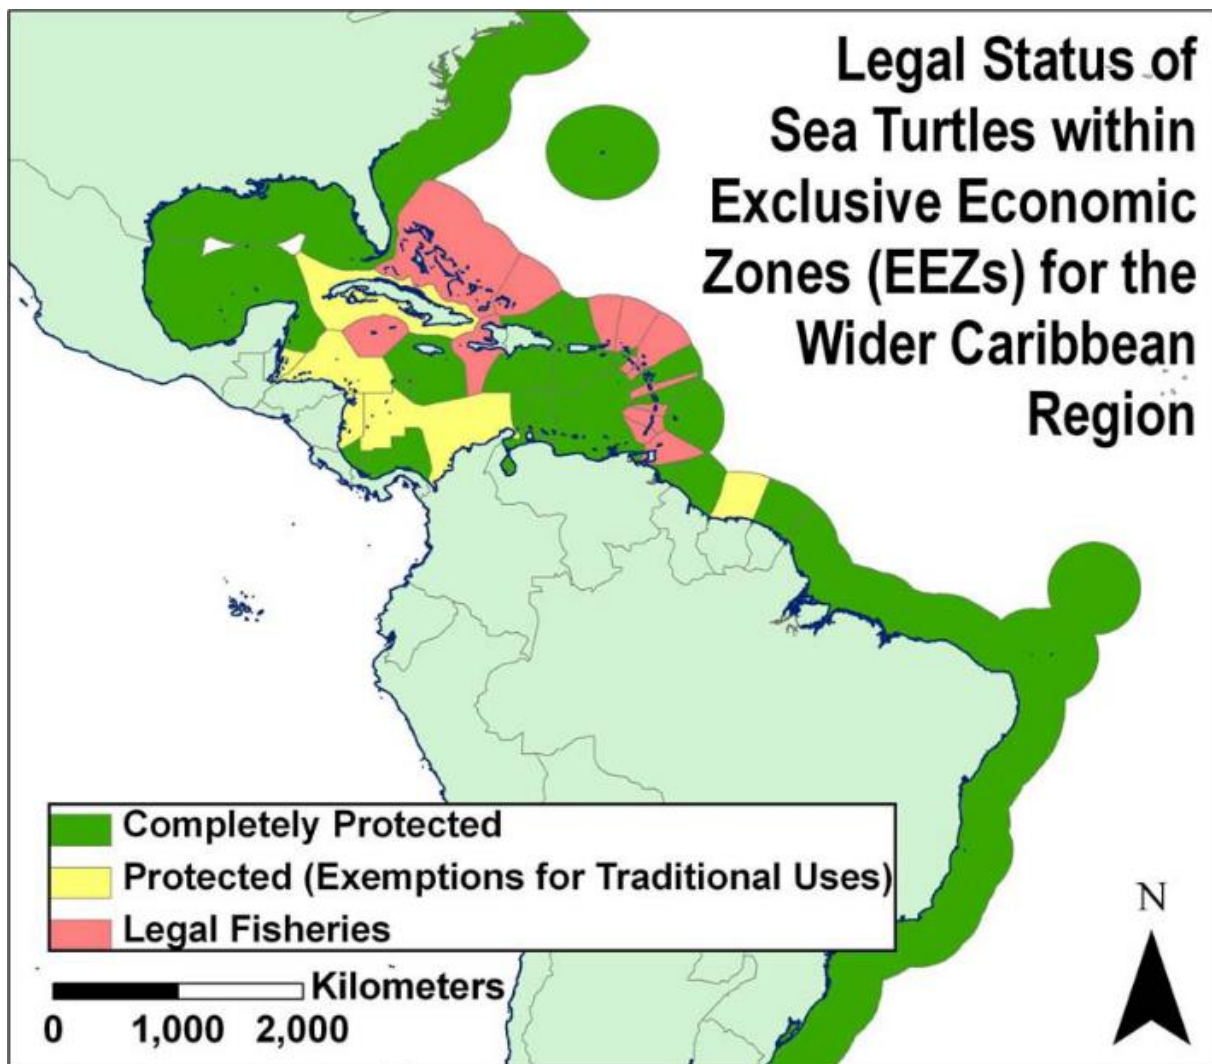 Legal Status of
Sea Turtles within
Exclusive Economic
Zones (EEZs) for the
Wider Caribbean
Region
Completely Protected
Protected (Exemptions for Traditional Uses)
Legal Fisheries
Kilometers
0 1,000 2,000
N